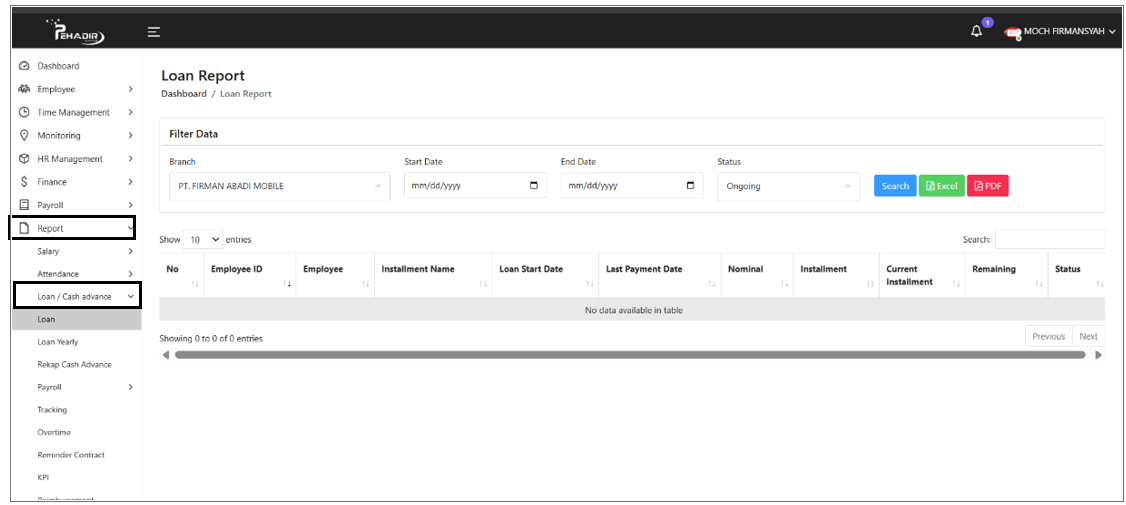 PEHADIR
1
MOCH FIRMANSYAH
Dashboard
Employee
Time Management
Monitoring
HR Management
Finance
Payroll
Report
Salary
Attendance
Loan / Cash advance
Loan
Loan Yearly
Rekap Cash Advance
Payroll
Tracking
Overtime
Reminder Contract
KPI
Reimbursement
Loan Report
Dashboard / Loan Report
Filter Data
Branch Start Date End Date Status
PT. FIRMAN ABADI MOBILE mm/dd/yyyy mm/dd/yyyy Ongoing Search Excel PDF
Show 10 entries Search:
No Employee ID Employee Installment Name Loan Start Date Last Payment Date Nominal Installment Current Installment Remaining Status
No data available in table
Showing 0 to 0 of 0 entries Previous Next